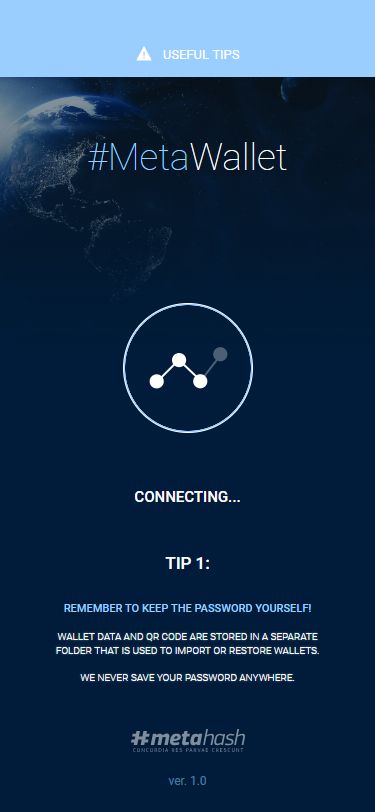 USEFUL TIPS
#MetaWallet
CONNECTING...
TIP 1:
REMEMBER TO KEEP THE PASSWORD YOURSELF!
WALLET DATA AND QR CODE ARE STORED IN A SEPARATE
FOLDER THAT IS USED TO IMPORT OR RESTORE WALLETS.
WE NEVER SAVE YOUR PASSWORD ANYWHERE.
#metahash
CONCORDIA RES PARVAE CRESCUNT
ver. 1.0